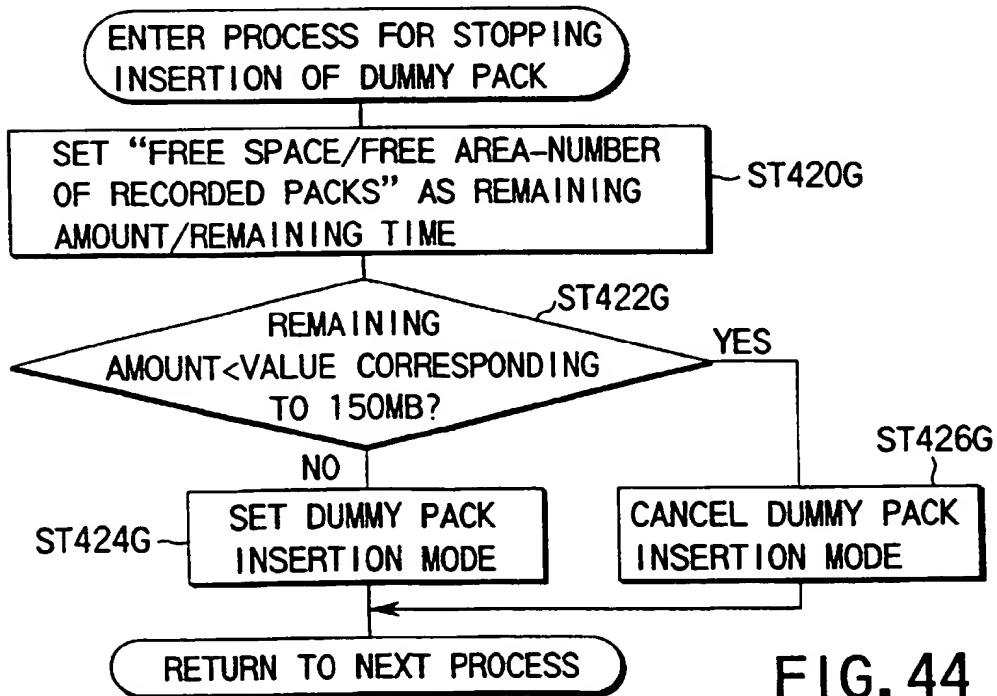 ENTER PROCESS FOR STOPPING
INSERTION OF DUMMY PACK
SET “FREE SPACE/FREE AREA-NUMBER
OF RECORDED PACKS” AS REMAINING
AMOUNT/REMAINING TIME
ST420G
ST422G
REMAINING
AMOUNT<VALUE CORRESPONDING
TO 150MB?
YES
NO
ST426G
ST424G
SET DUMMY PACK
INSERTION MODE
CANCEL DUMMY PACK
INSERTION MODE
RETURN TO NEXT PROCESS
FIG. 44